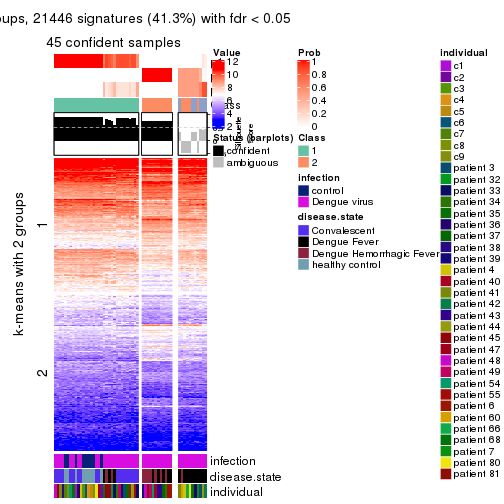 oups, 21446 signatures (41.3%) with fdr < 0.05
45 confident samples
k-means with 2 groups
1
2
infection
disease.state
individual
Value
12
10
8
6
4
2
Status (barplots)
confident
ambiguous
Silhouette
score
Prob
1
0.8
0.6
0.4
0.2
0
Class
1
2
infection
control
Dengue virus
disease.state
Convalescent
Dengue Fever
Dengue Hemorrhagic Fever
healthy control
individual
c1
c2
c3
c4
c5
c6
c7
c8
c9
patient 3
patient 32
patient 33
patient 34
patient 35
patient 36
patient 37
patient 38
patient 39
patient 4
patient 40
patient 41
patient 42
patient 43
patient 44
patient 45
patient 47
patient 48
patient 49
patient 54
patient 55
patient 6
patient 60
patient 66
patient 68
patient 7
patient 80
patient 81